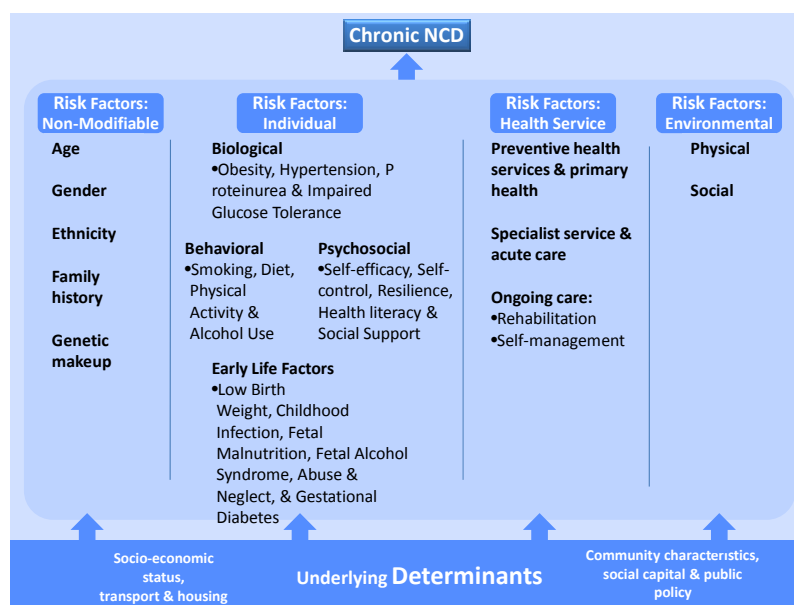 Chronic NCD
Risk Factors:
Non-Modifiable
Age
Gender
Ethnicity
Family
history
Genetic
makeup
Risk Factors:
Individual
Biological
•Obesity, Hypertension, P
roteinurea & Impaired
Glucose Tolerance
Behavioral
•Smoking, Diet,
Physical
Activity &
Alcohol Use
Psychosocial
•Self-efficacy, Self-
control, Resilience,
Health literacy &
Social Support
Early Life Factors
•Low Birth
Weight, Childhood
Infection, Fetal
Malnutrition, Fetal Alcohol
Syndrome, Abuse &
Neglect, & Gestational
Diabetes
Risk Factors:
Health Service
Preventive health
services & primary
health
Specialist service &
acute care
Ongoing care:
•Rehabilitation
•Self-management
Risk Factors:
Environmental
Physical
Social
Socio-economic
status,
transport & housing
Underlying Determinants
Community characteristics,
social capital & public
policy